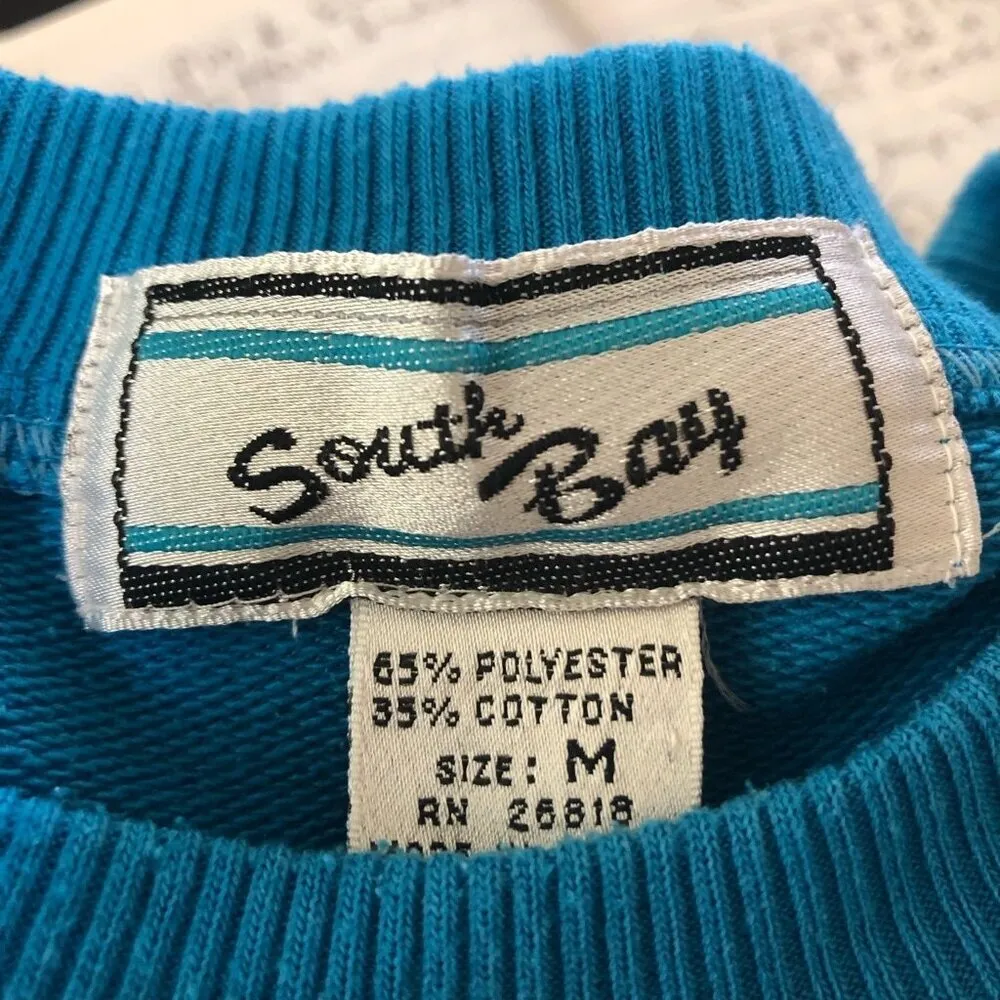 South Bay
65% POLYESTER
35% COTTON
SIZE: M
RN 26818